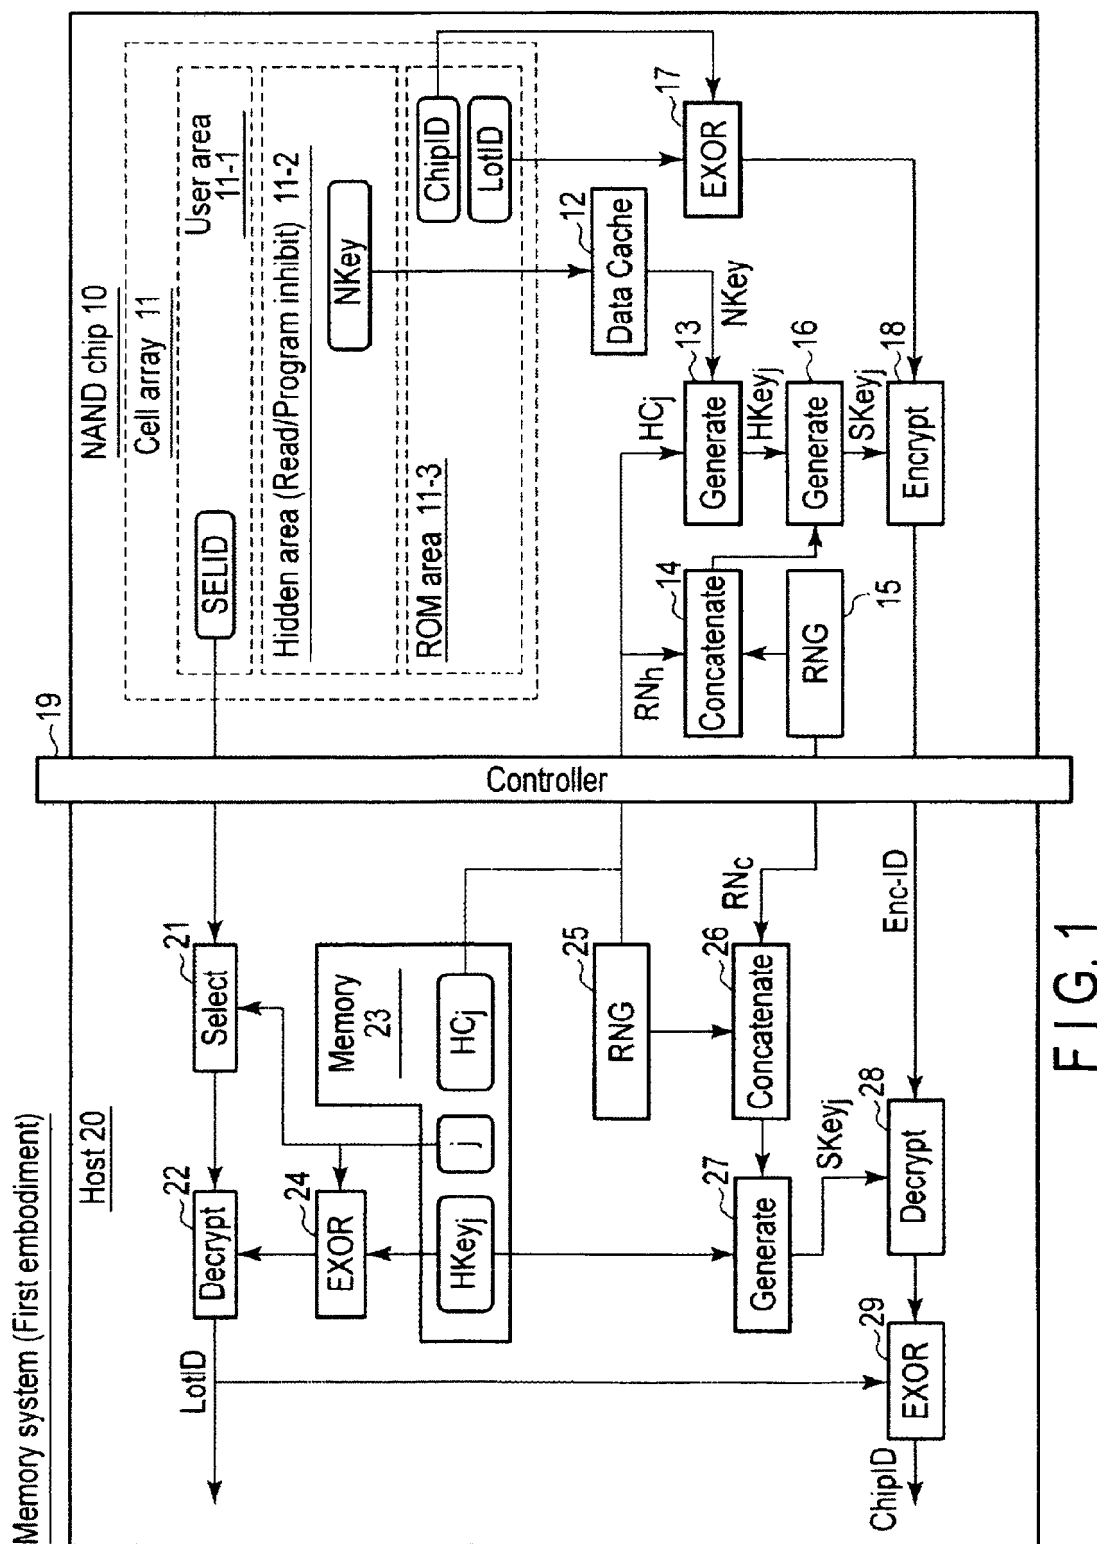 Memory system (First embodiment)
Host 20
NAND chip 10
Cell array 11
User area
11-1
SELID
Hidden area (Read/Program inhibit) 11-2
NKey
ROM area 11-3
ChipID
LotID
19
Controller
21
Select
22
Decrypt
LotID
Memory
23
HCj
j
HKeyj
24
EXOR
25
RNG
RNc
26
Concatenate
27
Generate
SKeyj
Enc-ID
28
Decrypt
29
EXOR
ChipID
12
Data Cache
NKey
HCj
13
Generate
HKeyj
RNh
14
Concatenate
RNG
15
16
Generate
SKeyj
17
EXOR
18
Encrypt
FIG. 1